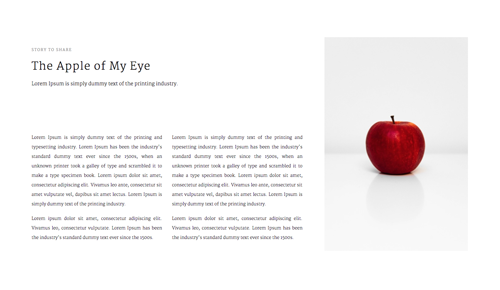 STORY TO SHARE
The Apple of My Eye
Lorem Ipsum is simply dummy text of the printing industry.
Lorem Ipsum is simply dummy text of the printing and
typesetting industry. Lorem Ipsum has been the industry's
standard dummy text ever since the 1500s, when an
unknown printer took a galley of type and scrambled it to
make a type specimen book. Lorem ipsum dolor sit amet,
consectetur adipiscing elit. Vivamus leo ante, consectetur sit
amet vulputate vel, dapibus sit amet lectus. Lorem Ipsum is
simply dummy text of the printing industry.
Lorem ipsum dolor sit amet, consectetur adipiscing elit.
Vivamus leo, consectetur vulputate. Lorem Ipsum has been
the industry's standard dummy text ever since the 1500s.
Lorem Ipsum is simply dummy text of the printing and
typesetting industry. Lorem Ipsum has been the industry's
standard dummy text ever since the 1500s, when an
unknown printer took a galley of type and scrambled it to
make a type specimen book. Lorem ipsum dolor sit amet,
consectetur adipiscing elit. Vivamus leo ante, consectetur sit
amet vulputate vel, dapibus sit amet lectus. Lorem Ipsum is
simply dummy text of the printing industry.
Lorem ipsum dolor sit amet, consectetur adipiscing elit.
Vivamus leo, consectetur vulputate. Lorem Ipsum has been
the industry's standard dummy text ever since the 1500s.